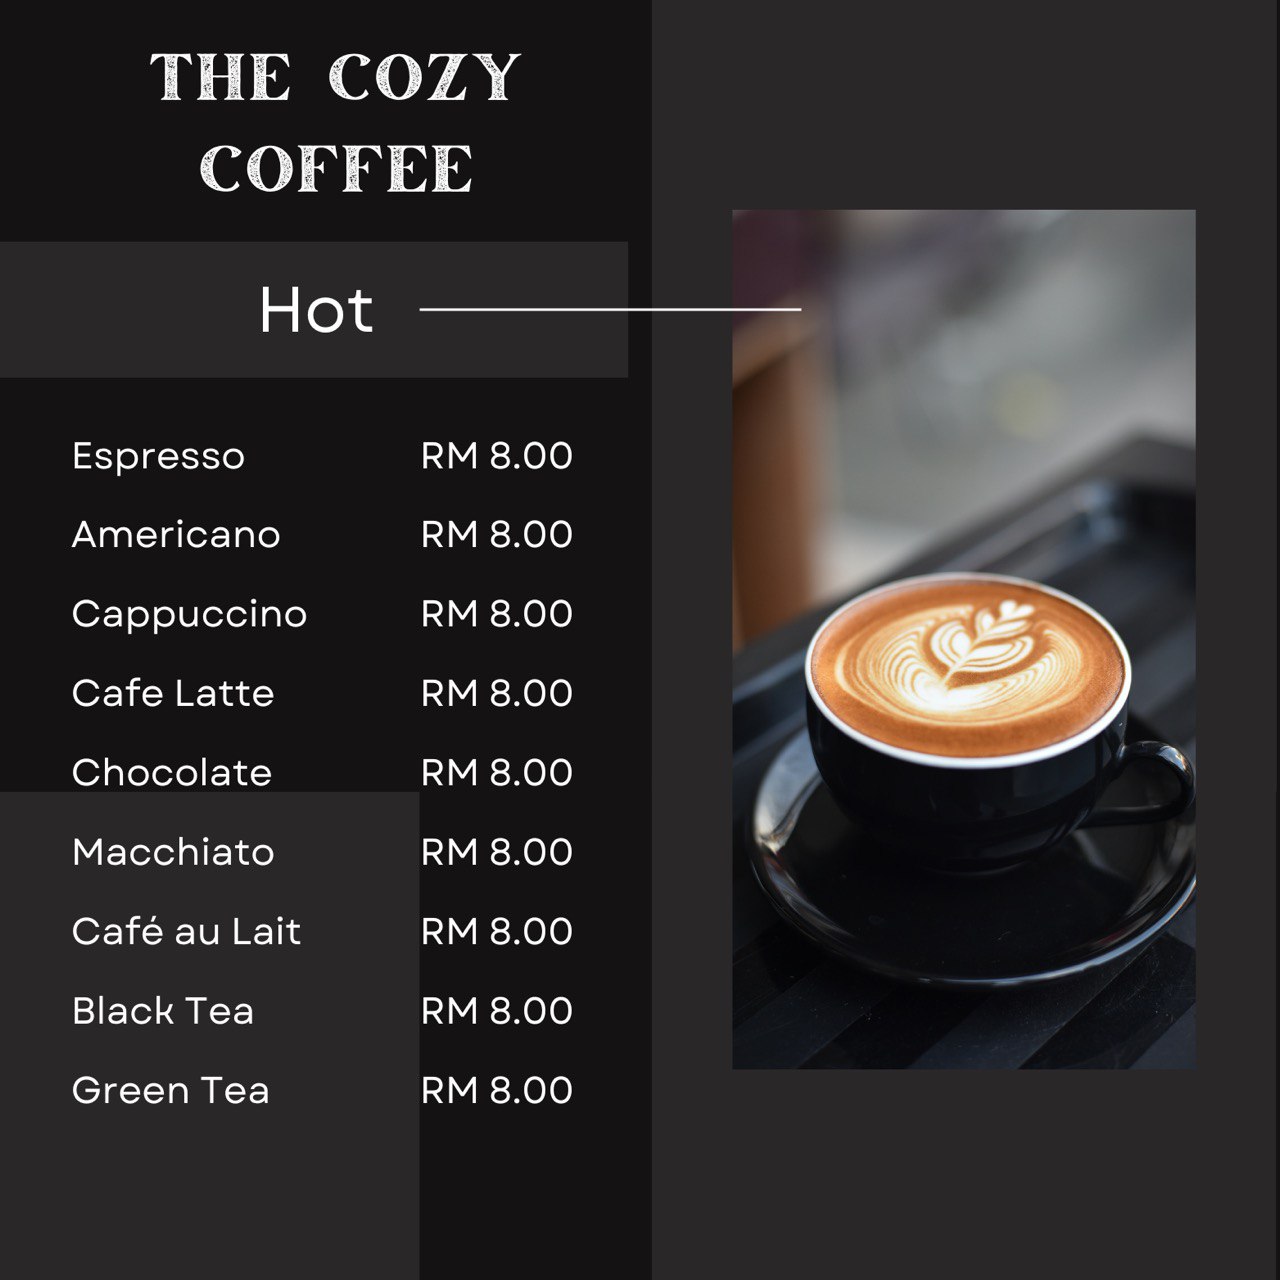 THE COZY
COFFEE
Hot
Espresso RM 8.00
Americano RM 8.00
Cappuccino RM 8.00
Cafe Latte RM 8.00
Chocolate RM 8.00
Macchiato RM 8.00
Café au Lait RM 8.00
Black Tea RM 8.00
Green Tea RM 8.00